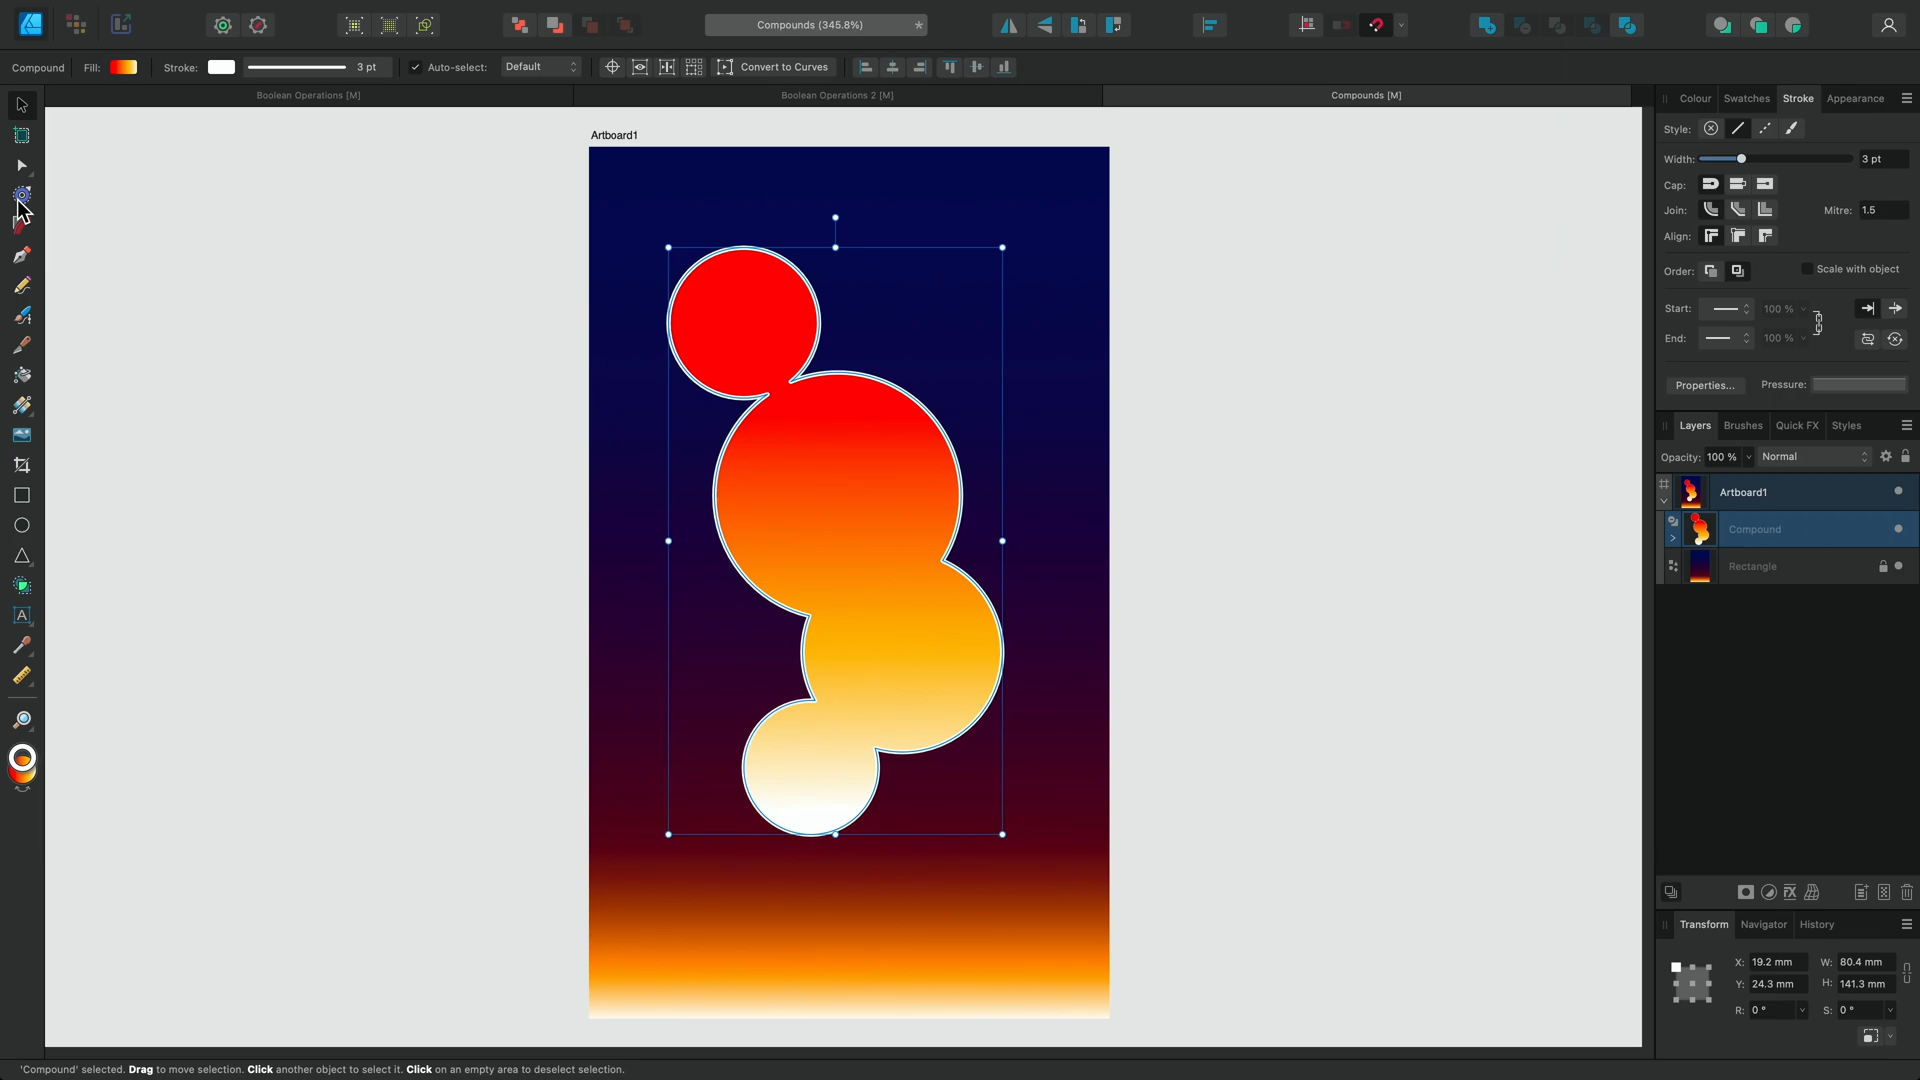 Compounds (345.8%)
*
Compound
Fill:
Stroke:
3 pt
Auto-select:
Default
Convert to Curves
Boolean Operations [M]
Boolean Operations 2 [M]
Compounds [M]
Artboard1
Colour
Swatches
Stroke
Appearance
Style:
Width:
3 pt
Cap:
Join:
Mitre:
1.5
Align:
Order:
Scale with object
Start:
100 %
End:
100 %
Properties...
Pressure:
Layers
Brushes
Quick FX
Styles
Opacity:
100 %
Normal
Artboard1
Compound
Rectangle
FX
Transform
Navigator
History
X:
19.2 mm
W:
80.4 mm
Y:
24.3 mm
H:
141.3 mm
R:
0 °
S:
0 °
A
'Compound' selected. Drag to move selection. Click another object to select it. Click on an empty area to deselect selection.